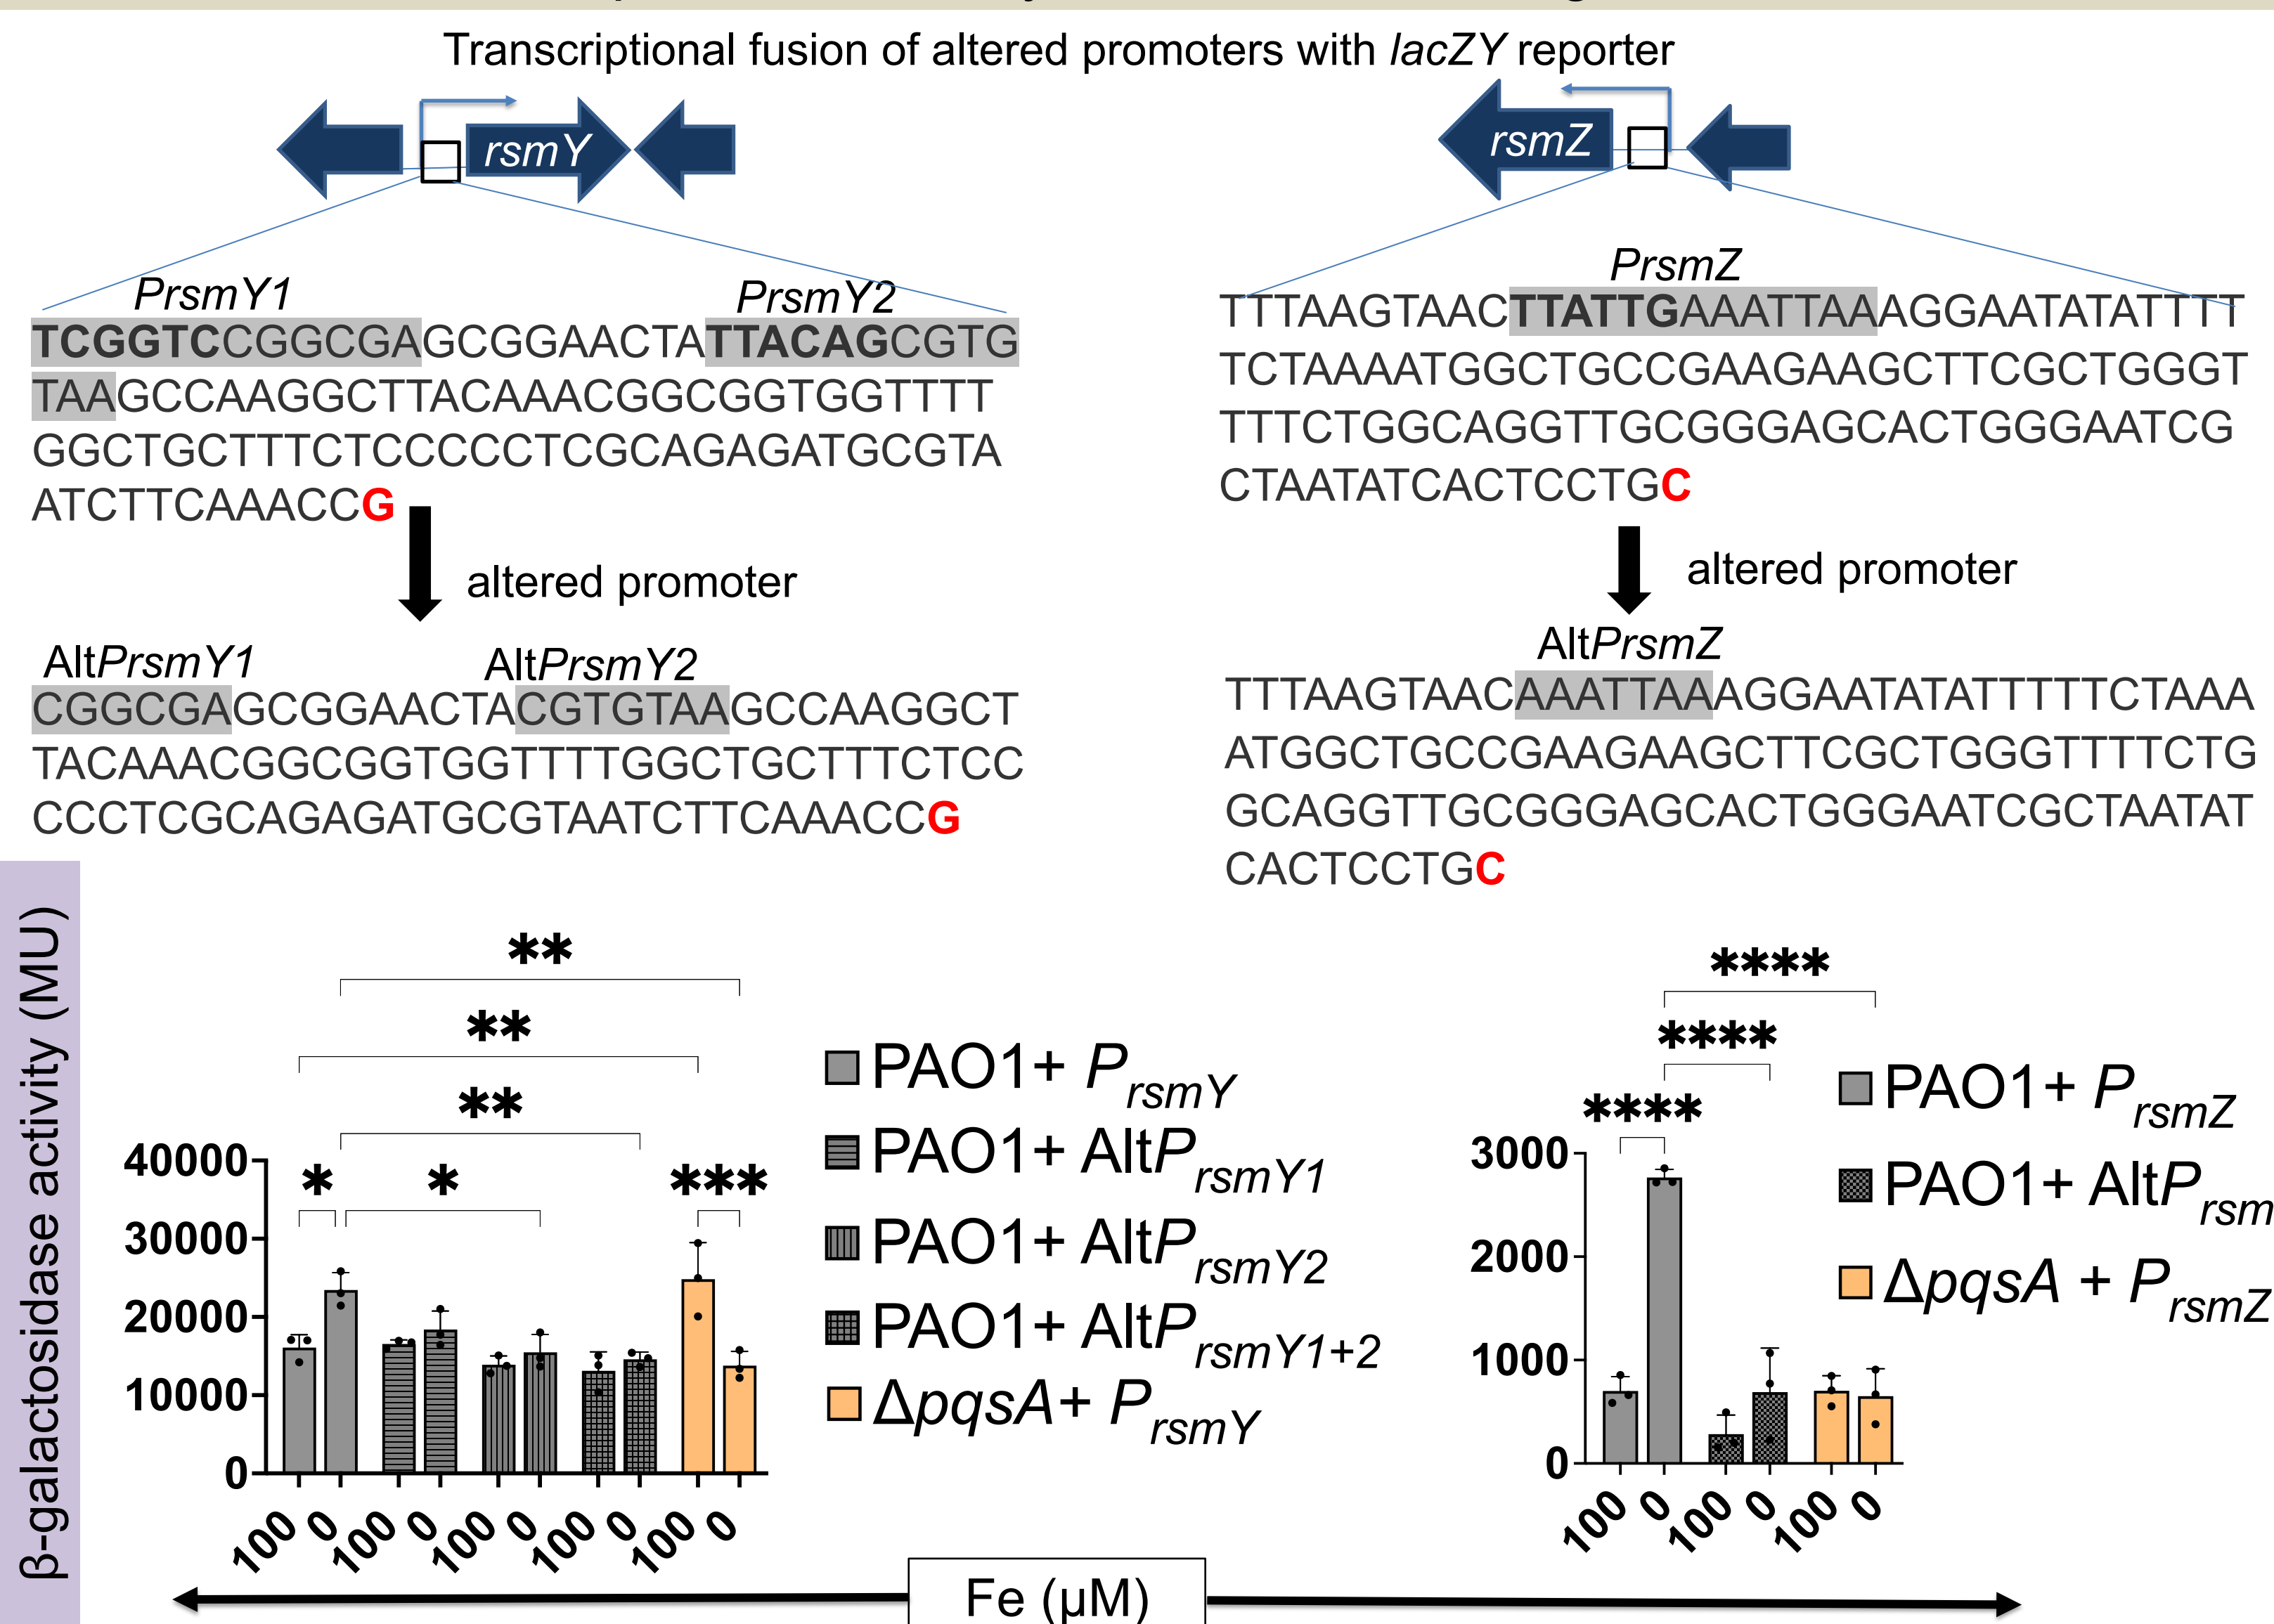 Transcriptional fusion of altered promoters with lacZY reporter
rsmY
rsmZ
PrsmY1
PrsmY2
TCGGTCCGGCGAGCGGAACTATTACAGCGTG
TAAGCCAAGGCTTACAAACGGCGGTGGTTTT
GGCTGCTTTCTCCCCCTCGCAGAGATGCGTA
ATCTTCAAACCG
altered promoter
AltPrsmY1
AltPrsmY2
CGGCGAGCGGAACTACGTGTAAGCCAAGGCT
TACAAACGGCGGTGGTTTTGGCTGCTTTCTCC
CCCTCGCAGAGATGCGTAATCTTCAAACCG
PrsmZ
TTTAAGTAACTTATTGAAATTAAAGGAATATATTTT
TCTAAAATGGCTGCCGAAGAAGCTTCGCTGGGT
TTTCTGGCAGGTTGCGGGAGCACTGGGAATCG
CTAATATCACTCCTGC
altered promoter
AltPrsmZ
TTTAAGTAACAAATTAAAGGAATATATTTTTCTAAA
ATGGCTGCCGAAGAAGCTTCGCTGGGTTTTCTG
GCAGGTTGCGGGAGCACTGGGAATCGCTAATAT
CACTCCTGC
β-galactosidase activity (MU)
**
**
**
* * ***
40000
30000
20000
10000
0
100 0 100 0 100 0 100 0 100 0
PAO1+ PrsmY
PAO1+ AltPrsmY1
PAO1+ AltPrsmY2
PAO1+ AltPrsmY1+2
ΔpqsA+ PrsmY
****
****
****
3000
2000
1000
0
100 0 100 0 100 0
PAO1+ PrsmZ
PAO1+ AltPrsm
ΔpqsA + PrsmZ
Fe (μM)